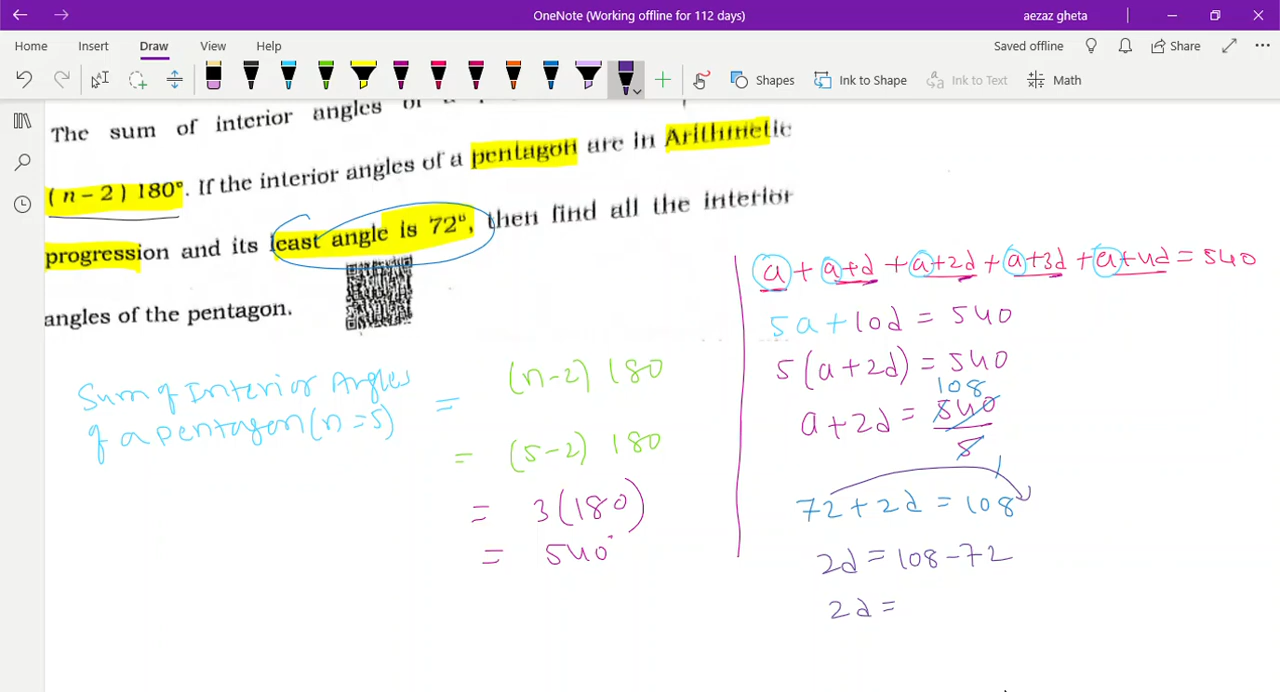 OneNote (Working offline for 112 days)
aezaz gheta
Home Insert Draw View Help
Saved offline
Share
Shapes
Ink to Shape
Ink to Text
Math
The sum of interior angles
(n – 2) 180°. If the interior angles of a pentagon are in Arithmetic
progression and its least angle is 72°, then find all the interior
angles of the pentagon.
Sum of Interior Angles
of a pentagon (n=5)
= (n-2) 180
= (5-2) 180
= 3(180)
= 540°
a + a+d + a+2d + a+3d + a+4d = 540
5a + 10d = 540
5(a+2d) = 540
108
a+2d = 540
5
1
72+2d = 108
2d = 108-72
2d =